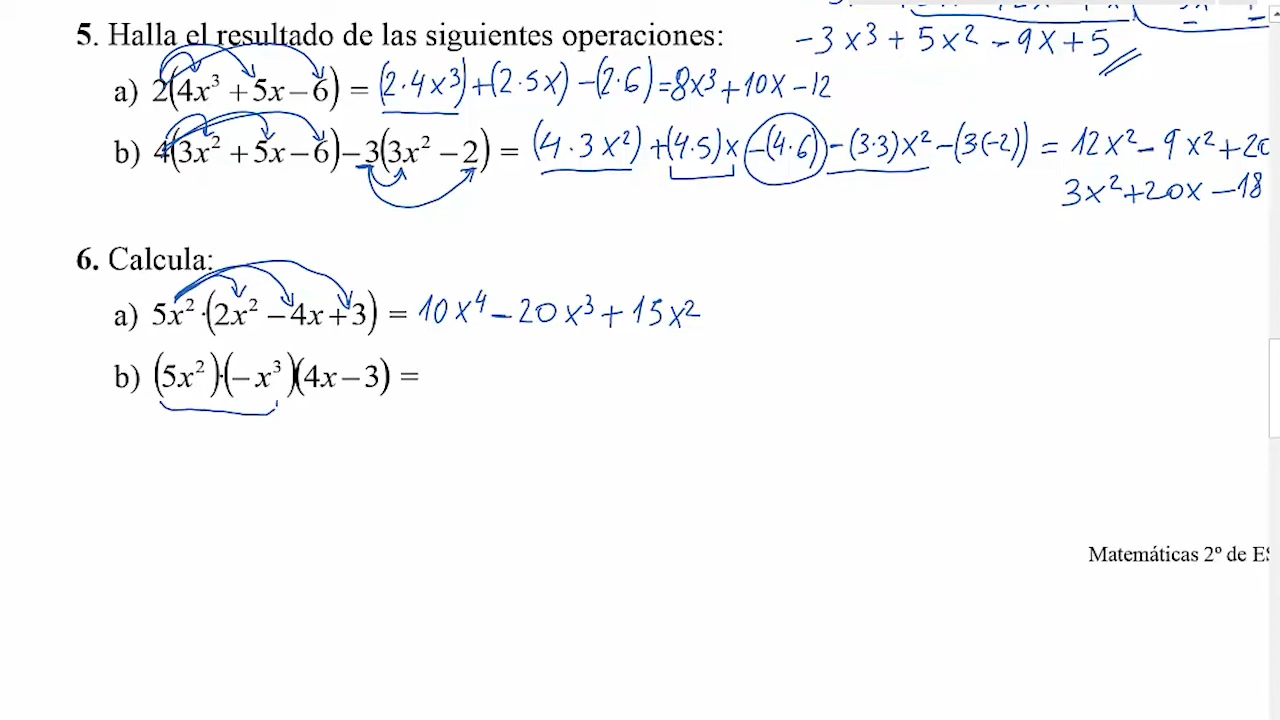 -3x³ + 5x² - 9x + 5
5. Halla el resultado de las siguientes operaciones:
a) 2(4x³ + 5x - 6) = (2·4x³)+(2·5x) -(2·6)=8x³+10x-12
b) 4(3x² + 5x - 6) - 3(3x² - 2) = (4·3x²)+(4·5)x -(4·6) -(3·3)x² -(3(-2)) = 12x² - 9x² + 20
3x²+20x -18
6. Calcula:
a) 5x²·(2x² - 4x + 3) = 10x⁴ - 20x³ + 15x²
b) (5x²)·(-x³)(4x - 3) =
Matemáticas 2º de ES